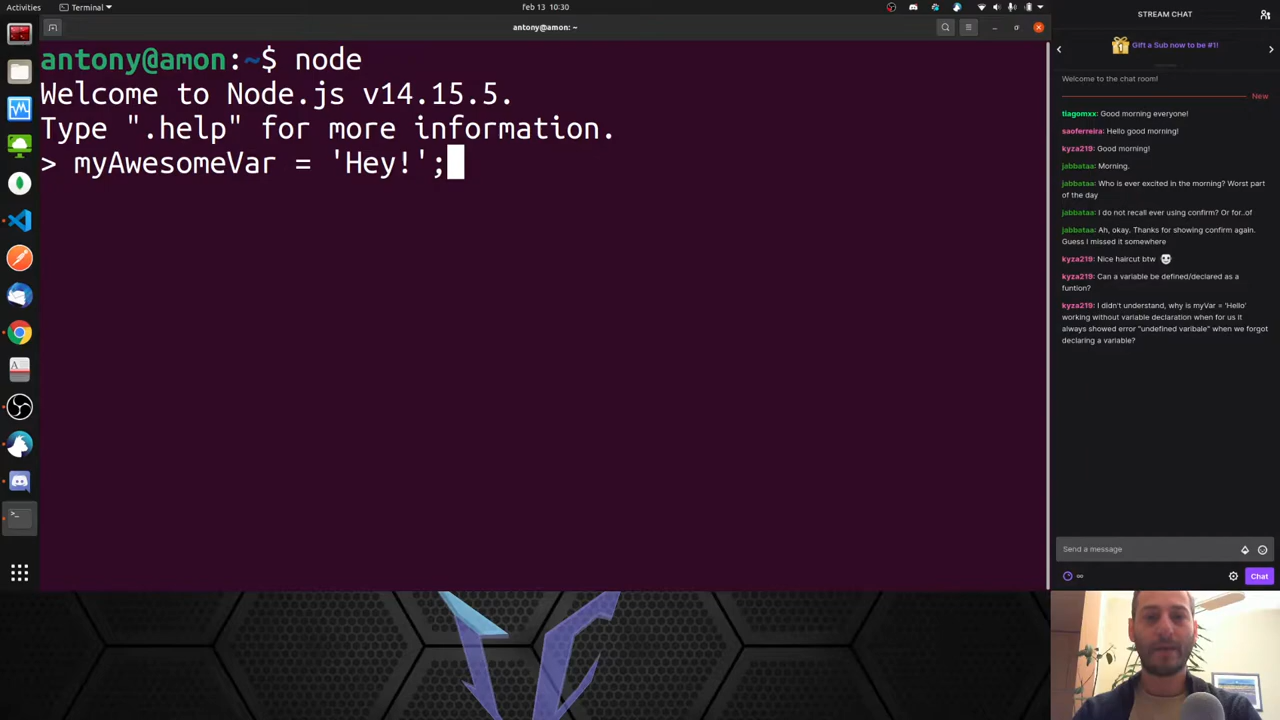 Activities
Terminal
feb 13 10:30
antony@amon: ~
antony@amon:~$ node
Welcome to Node.js v14.15.5.
Type ".help" for more information.
> myAwesomeVar = 'Hey!';
STREAM CHAT
Gift a Sub now to be #1!
Welcome to the chat room!
New
tiagomxx: Good morning everyone!
saoferreira: Hello good morning!
kyza219: Good morning!
jabbataa: Morning.
jabbataa: Who is ever excited in the morning? Worst part
of the day
jabbataa: I do not recall ever using confirm? Or for..of
jabbataa: Ah, okay. Thanks for showing confirm again.
Guess I missed it somewhere
kyza219: Nice haircut btw
kyza219: Can a variable be defined/declared as a
funtion?
kyza219: I didn't understand, why is myVar = 'Hello'
working without variable declaration when for us it
always showed error "undefined varibale" when we forgot
declaring a variable?
Send a message
∞
Chat